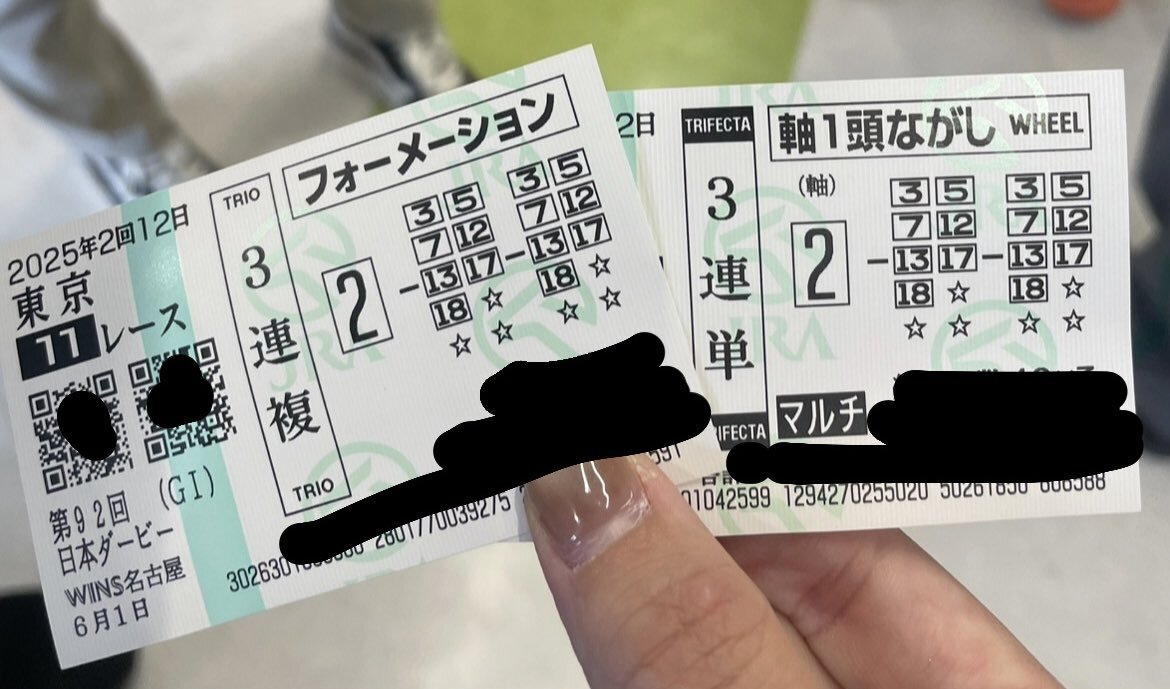 2025年2回12日
東京
11レース
第92回 (GI)
日本ダービー
WINS名古屋
6月1日
TRIO
3連複
TRIO
フォーメーション
2
3 5
7 12
－13 17
18 ☆
☆ ☆
3 5
7 12
－13 17
18 ☆
☆ ☆
2801770039275
JRA
2日
TRIFECTA
3連単
軸1頭ながし WHEEL
(軸)
2
3 5
7 12
－13 17
18 ☆
☆ ☆
3 5
7 12
－13 17
18 ☆
☆ ☆
マルチ
01042599 1294270255020
JRA